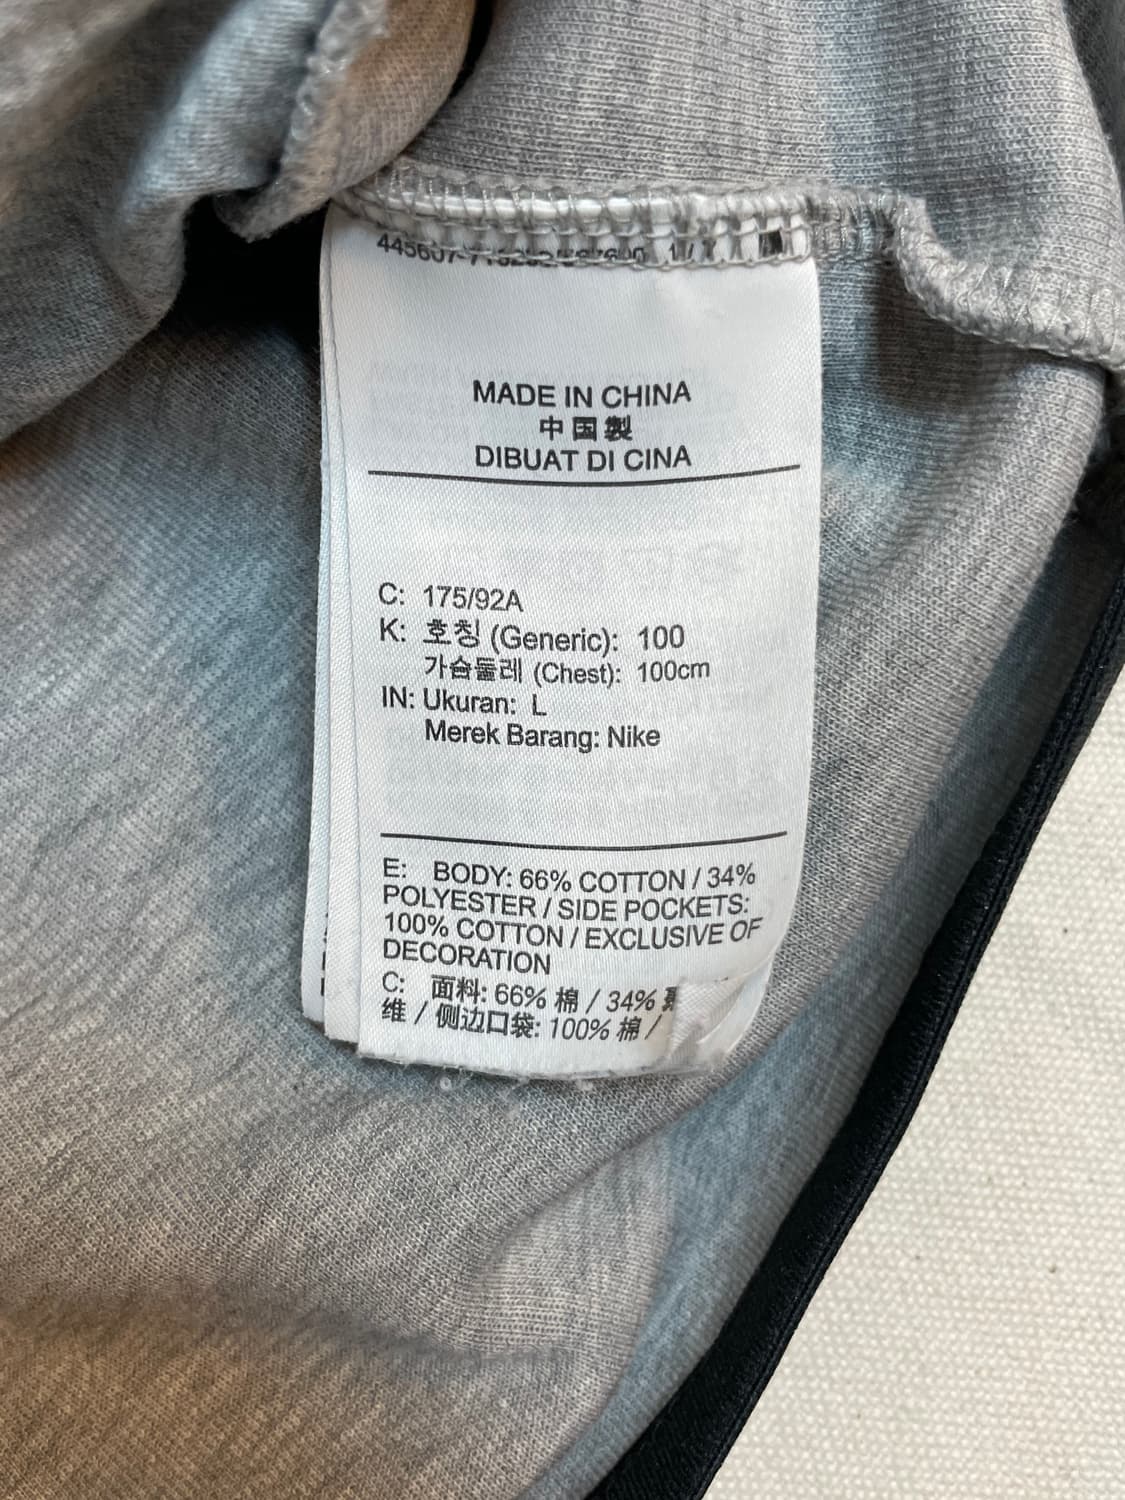 MADE IN CHINA
中国製
DIBUAT DI CINA
C: 175/92A
K: 호칭 (Generic): 100
가슴둘레 (Chest): 100cm
IN: Ukuran: L
Merek Barang: Nike
E: BODY: 66% COTTON / 34%
POLYESTER / SIDE POCKETS:
100% COTTON / EXCLUSIVE OF
DECORATION
C: 面料: 66% 棉 / 34%
维 / 侧边口袋: 100% 棉 /